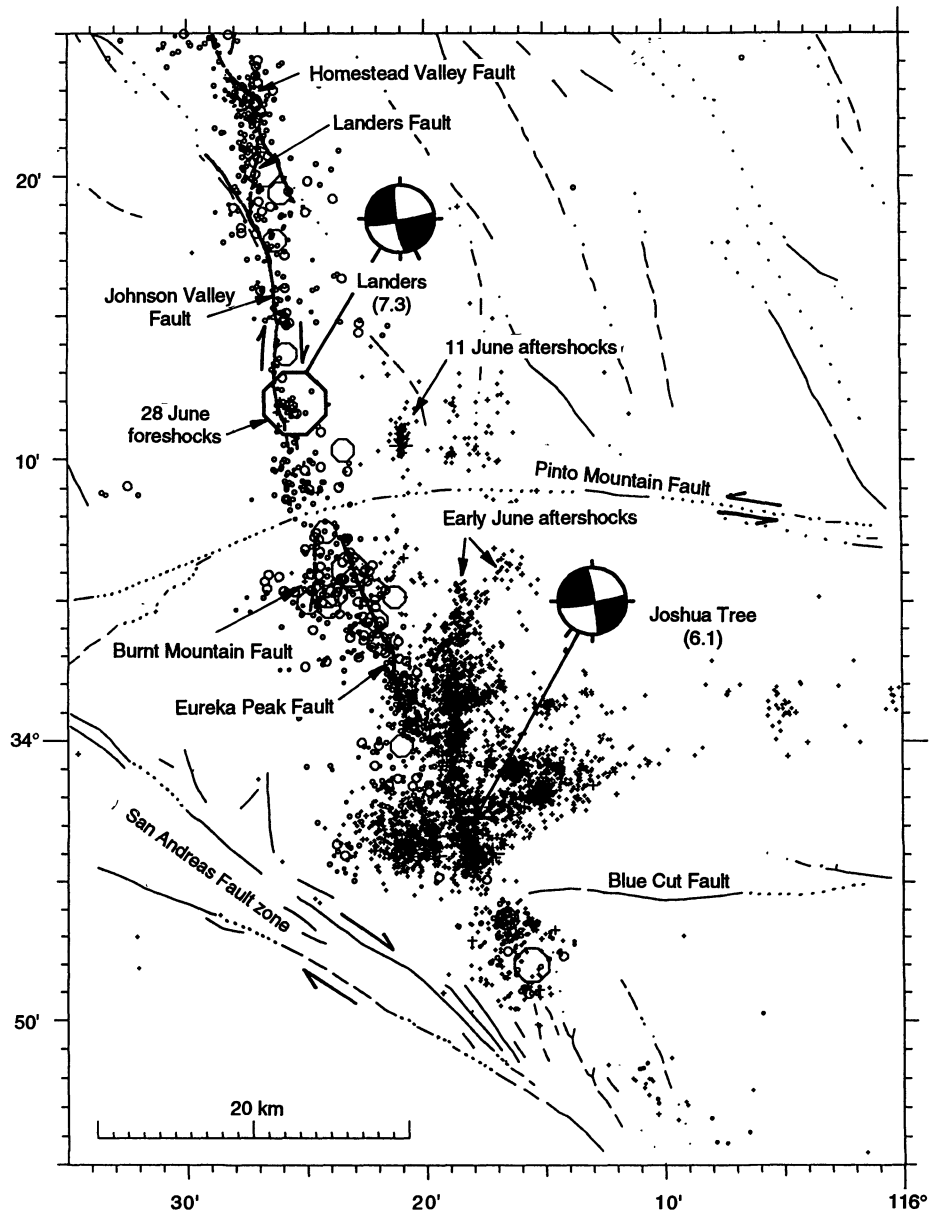 Homestead Valley Fault
Landers Fault
20'
Landers
(7.3)
Johnson Valley
Fault
11 June aftershocks
28 June
foreshocks
10'
Pinto Mountain Fault
Early June aftershocks
Joshua Tree
(6.1)
Burnt Mountain Fault
Eureka Peak Fault
34°
San Andreas Fault zone
Blue Cut Fault
50'
20 km
30'
20'
10'
116°